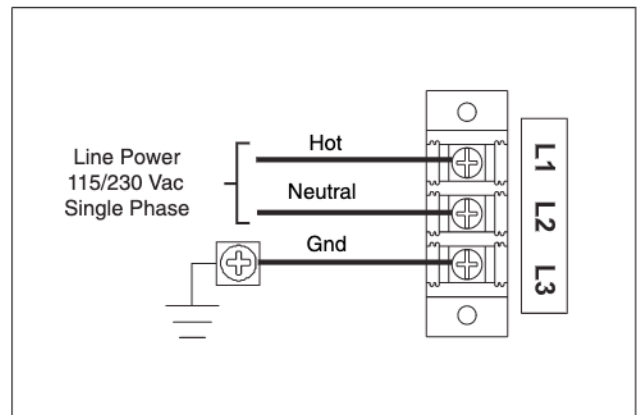 Line Power
115/230 Vac
Single Phase
Hot
Neutral
Gnd
L1
L2
L3